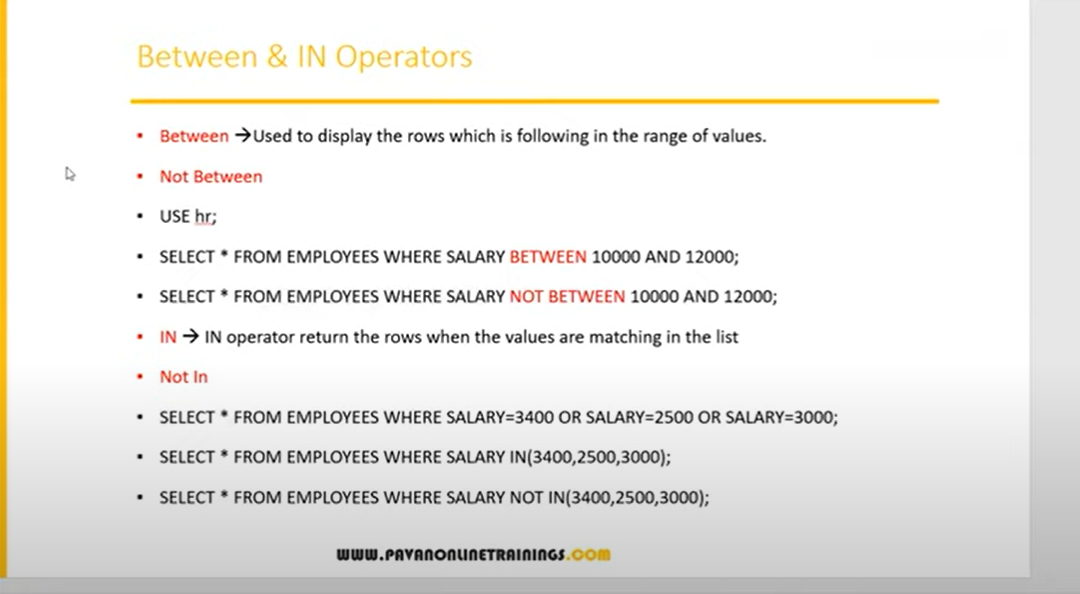 Between & IN Operators
• Between →Used to display the rows which is following in the range of values.
• Not Between
• USE hr;
• SELECT * FROM EMPLOYEES WHERE SALARY BETWEEN 10000 AND 12000;
• SELECT * FROM EMPLOYEES WHERE SALARY NOT BETWEEN 10000 AND 12000;
• IN → IN operator return the rows when the values are matching in the list
• Not In
• SELECT * FROM EMPLOYEES WHERE SALARY=3400 OR SALARY=2500 OR SALARY=3000;
• SELECT * FROM EMPLOYEES WHERE SALARY IN(3400,2500,3000);
• SELECT * FROM EMPLOYEES WHERE SALARY NOT IN(3400,2500,3000);
WWW.PAVANONLINETRAININGS.COM